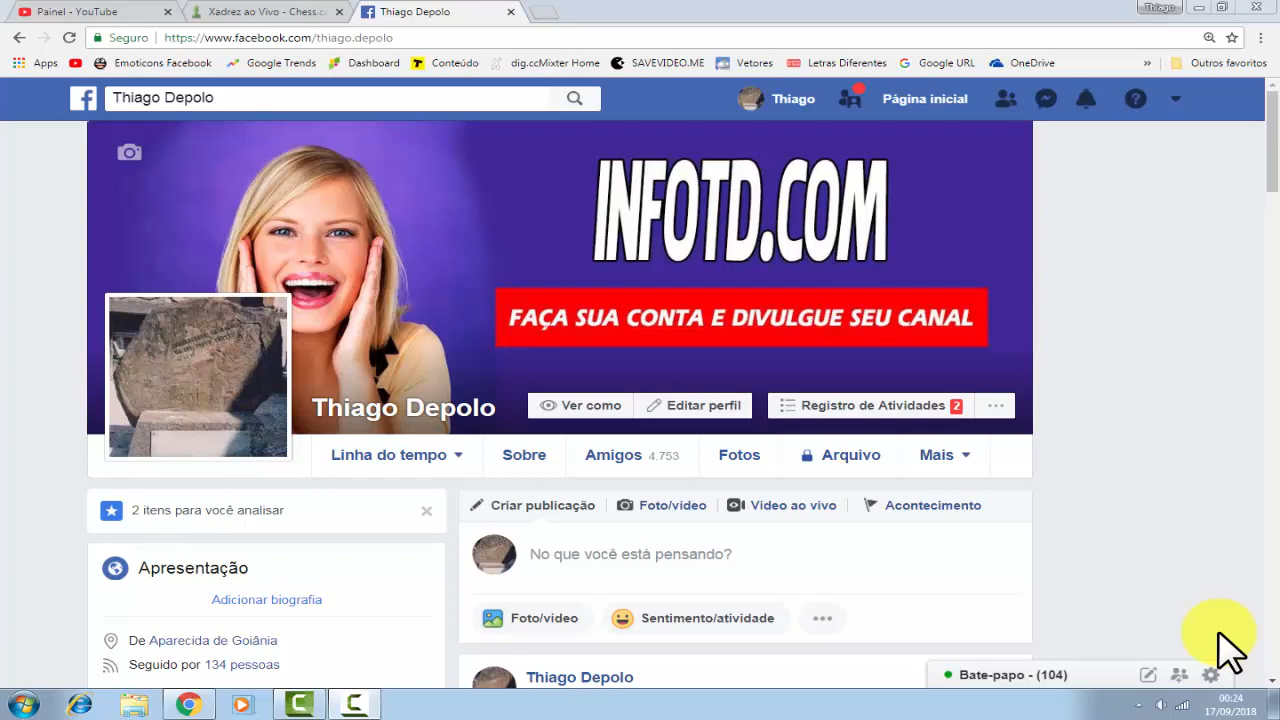 Painel - YouTube
Xadrez ao Vivo - Chess.c
Thiago Depolo
Thiago
Seguro
https://www.facebook.com/thiago.depolo
Apps
Emoticons Facebook
Google Trends
Dashboard
Conteúdo
dig.ccMixter Home
SAVEVIDEO.ME
Vetores
Letras Diferentes
Google URL
OneDrive
»
Outros favoritos
Thiago Depolo
Thiago
Página inicial
INFOTD.COM
FAÇA SUA CONTA E DIVULGUE SEU CANAL
Thiago Depolo
Ver como
Editar perfil
Registro de Atividades 2
Linha do tempo
Sobre
Amigos 4.753
Fotos
Arquivo
Mais
2 itens para você analisar
Criar publicação
Foto/vídeo
Vídeo ao vivo
Acontecimento
No que você está pensando?
Apresentação
Adicionar biografia
Foto/vídeo
Sentimento/atividade
De Aparecida de Goiânia
Seguido por 134 pessoas
Thiago Depolo
Bate-papo - (104)
00:24
17/09/2018